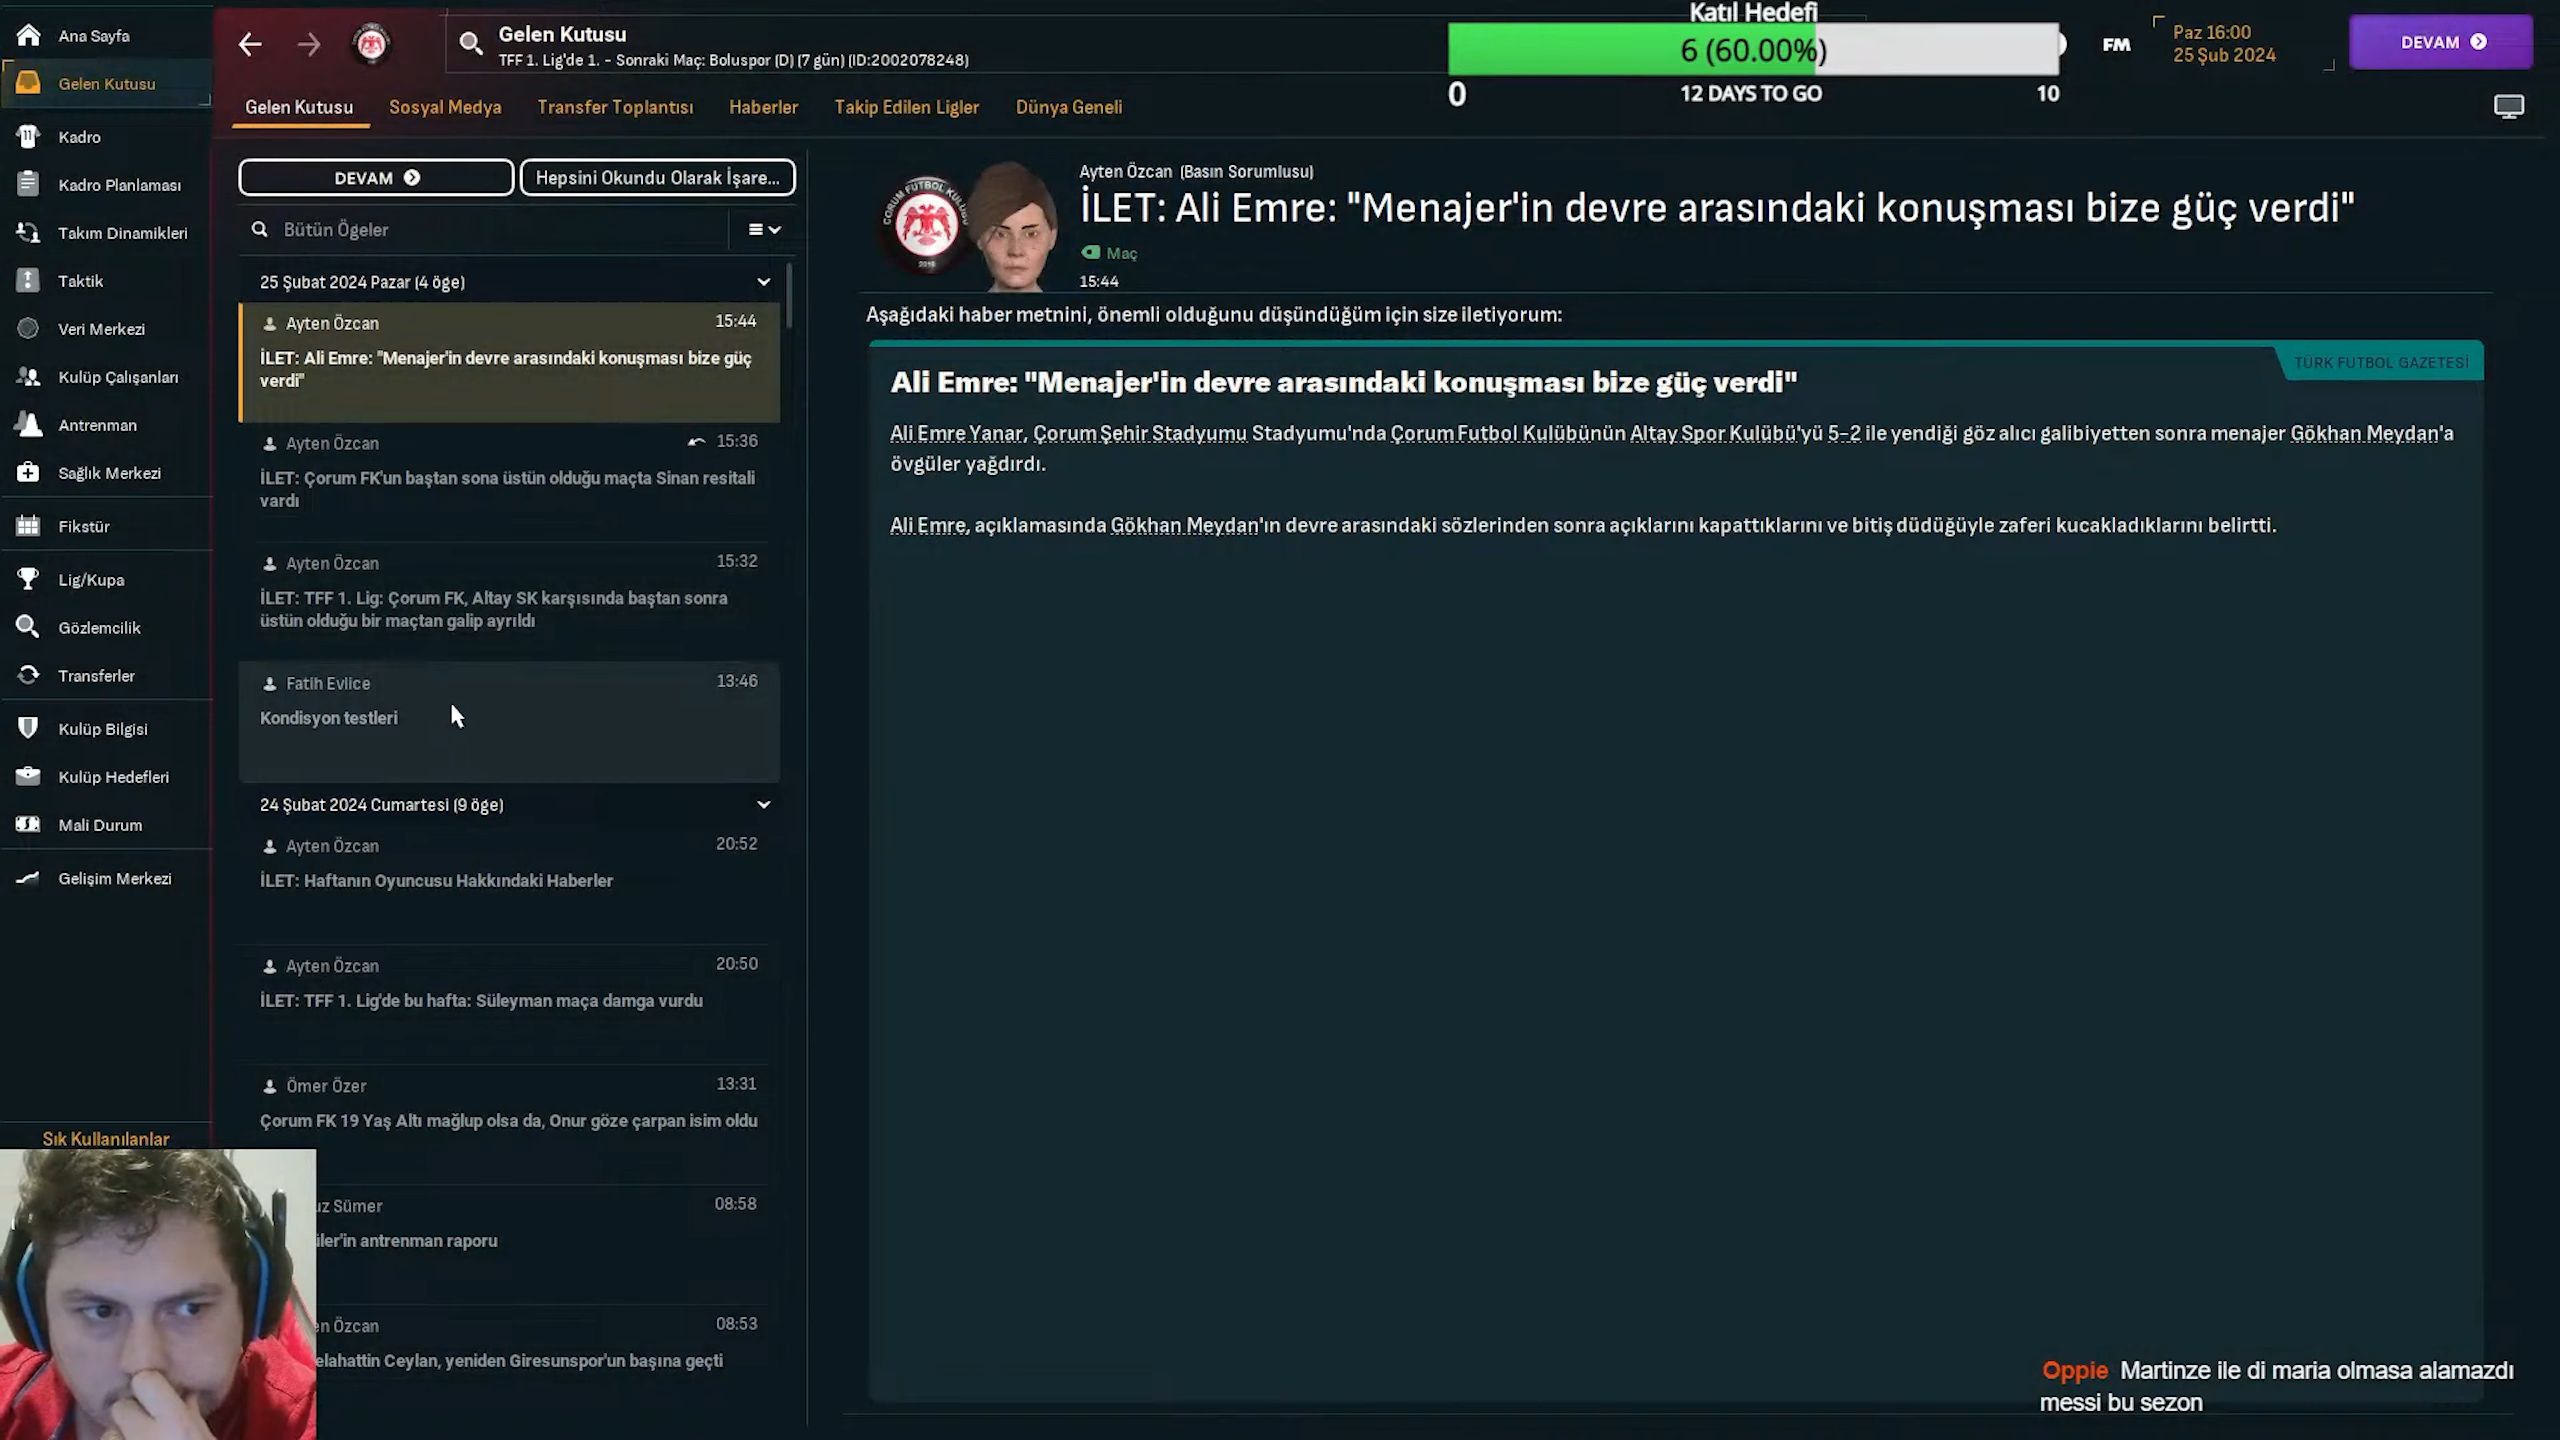 Ana Sayfa
Gelen Kutusu
Kadro
Kadro Planlaması
Takım Dinamikleri
Taktik
Veri Merkezi
Kulüp Çalışanları
Antrenman
Sağlık Merkezi
Fikstür
Lig/Kupa
Gözlemcilik
Transferler
Kulüp Bilgisi
Kulüp Hedefleri
Mali Durum
Gelişim Merkezi
Sık Kullanılanlar
Gelen Kutusu
TFF 1. Lig'de 1. - Sonraki Maç: Boluspor (D) (7 gün) (ID:2002078248)
Katıl Hedefi
6 (60.00%)
0
12 DAYS TO GO
10
FM
Paz 16:00
25 Şub 2024
DEVAM
Gelen Kutusu
Sosyal Medya
Transfer Toplantısı
Haberler
Takip Edilen Ligler
Dünya Geneli
DEVAM
Hepsini Okundu Olarak İşare...
Bütün Ögeler
25 Şubat 2024 Pazar (4 öge)
Ayten Özcan
15:44
İLET: Ali Emre: "Menajer'in devre arasındaki konuşması bize güç
verdi"
Ayten Özcan
15:36
İLET: Çorum FK'un baştan sona üstün olduğu maçta Sinan resitali
vardı
Ayten Özcan
15:32
İLET: TFF 1. Lig: Çorum FK, Altay SK karşısında baştan sonra
üstün olduğu bir maçtan galip ayrıldı
Fatih Evlice
13:46
Kondisyon testleri
24 Şubat 2024 Cumartesi (9 öge)
Ayten Özcan
20:52
İLET: Haftanın Oyuncusu Hakkındaki Haberler
Ayten Özcan
20:50
İLET: TFF 1. Lig'de bu hafta: Süleyman maça damga vurdu
Ömer Özer
13:31
Çorum FK 19 Yaş Altı mağlup olsa da, Onur göze çarpan isim oldu
uz Sümer
08:58
üler'in antrenman raporu
en Özcan
08:53
elahattin Ceylan, yeniden Giresunspor'un başına geçti
ÇORUM FUTBOL KULÜBÜ
Ayten Özcan (Basın Sorumlusu)
İLET: Ali Emre: "Menajer'in devre arasındaki konuşması bize güç verdi"
Maç
15:44
Aşağıdaki haber metnini, önemli olduğunu düşündüğüm için size iletiyorum:
TÜRK FUTBOL GAZETESİ
Ali Emre: "Menajer'in devre arasındaki konuşması bize güç verdi"
Ali Emre Yanar, Çorum Şehir Stadyumu Stadyumu'nda Çorum Futbol Kulübünün Altay Spor Kulübü'yü 5-2 ile yendiği göz alıcı galibiyetten sonra menajer Gökhan Meydan'a
övgüler yağdırdı.
Ali Emre, açıklamasında Gökhan Meydan'ın devre arasındaki sözlerinden sonra açıklarını kapattıklarını ve bitiş düdüğüyle zaferi kucakladıklarını belirtti.
Oppie Martinze ile di maria olmasa alamazdı
messi bu sezon